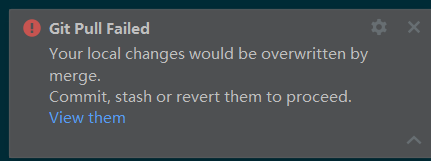 Git Pull Failed
Your local changes would be overwritten by
merge.
Commit, stash or revert them to proceed.
View them